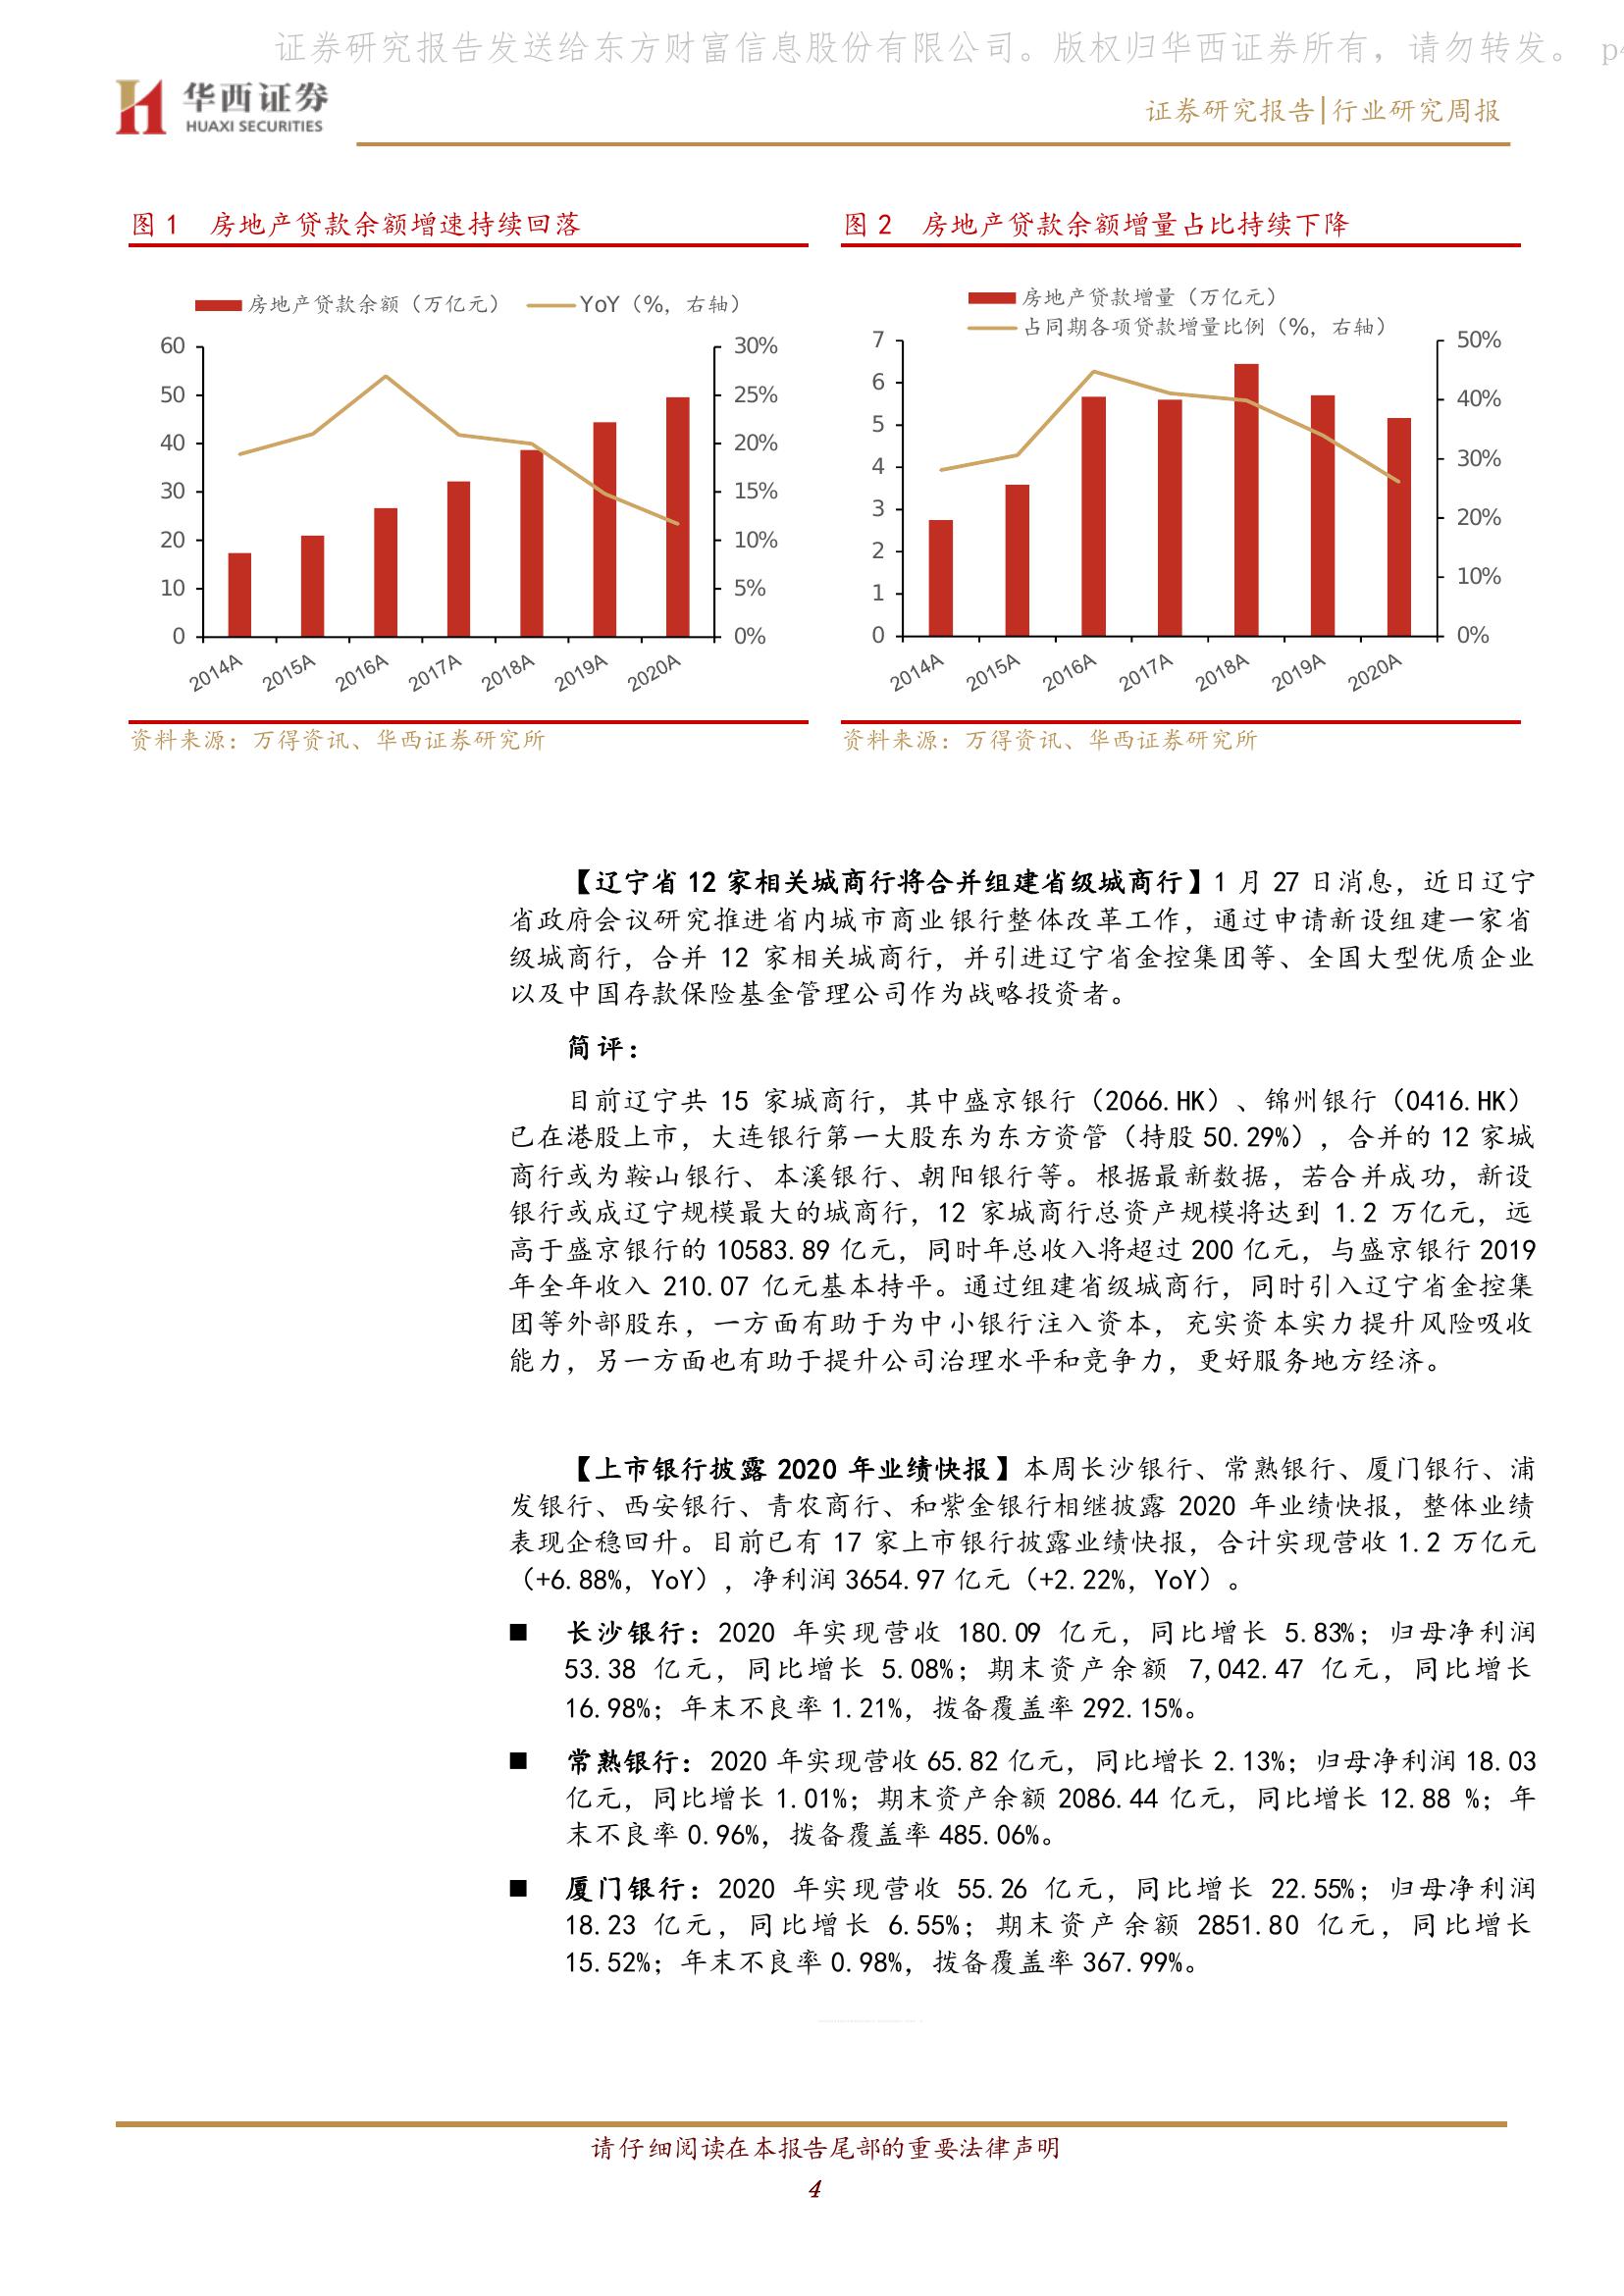 证券研究报告发送给东方财富信息股份有限公司。版权归华西证券所有，请勿转发。 p4
华西证券
HUAXI SECURITIES
证券研究报告|行业研究周报
图 1 房地产贷款余额增速持续回落
房地产贷款余额（万亿元） YoY（%，右轴）
60 30%
50 25%
40 20%
30 15%
20 10%
10 5%
0 0%
2014A 2015A 2016A 2017A 2018A 2019A 2020A
资料来源：万得资讯、华西证券研究所
图 2 房地产贷款余额增量占比持续下降
房地产贷款增量（万亿元）
占同期各项贷款增量比例（%，右轴）
7 50%
6 40%
5 30%
4 20%
3 10%
2 0%
1
0
2014A 2015A 2016A 2017A 2018A 2019A 2020A
资料来源：万得资讯、华西证券研究所
【辽宁省 12 家相关城商行将合并组建省级城商行】1 月 27 日消息，近日辽宁
省政府会议研究推进省内城市商业银行整体改革工作，通过申请新设组建一家省
级城商行，合并 12 家相关城商行，并引进辽宁省金控集团等、全国大型优质企业
以及中国存款保险基金管理公司作为战略投资者。
简评：
目前辽宁共 15 家城商行，其中盛京银行（2066.HK）、锦州银行（0416.HK）
已在港股上市，大连银行第一大股东为东方资管（持股 50.29%），合并的 12 家城
商行或为鞍山银行、本溪银行、朝阳银行等。根据最新数据，若合并成功，新设
银行或成辽宁规模最大的城商行，12 家城商行总资产规模将达到 1.2 万亿元，远
高于盛京银行的 10583.89 亿元，同时年总收入将超过 200 亿元，与盛京银行 2019
年全年收入 210.07 亿元基本持平。通过组建省级城商行，同时引入辽宁省金控集
团等外部股东，一方面有助于为中小银行注入资本，充实资本实力提升风险吸收
能力，另一方面也有助于提升公司治理水平和竞争力，更好服务地方经济。
【上市银行披露 2020 年业绩快报】本周长沙银行、常熟银行、厦门银行、浦
发银行、西安银行、青农商行、和紫金银行相继披露 2020 年业绩快报，整体业绩
表现企稳回升。目前已有 17 家上市银行披露业绩快报，合计实现营收 1.2 万亿元
（+6.88%，YoY），净利润 3654.97 亿元（+2.22%，YoY）。
■ 长沙银行：2020 年实现营收 180.09 亿元，同比增长 5.83%；归母净利润
53.38 亿元，同比增长 5.08%；期末资产余额 7,042.47 亿元，同比增长
16.98%；年末不良率 1.21%，拨备覆盖率 292.15%。
■ 常熟银行：2020 年实现营收 65.82 亿元，同比增长 2.13%；归母净利润 18.03
亿元，同比增长 1.01%；期末资产余额 2086.44 亿元，同比增长 12.88 %；年
末不良率 0.96%，拨备覆盖率 485.06%。
■ 厦门银行：2020 年实现营收 55.26 亿元，同比增长 22.55%；归母净利润
18.23 亿元，同比增长 6.55%；期末资产余额 2851.80 亿元，同比增长
15.52%；年末不良率 0.98%，拨备覆盖率 367.99%。
请仔细阅读在本报告尾部的重要法律声明
4